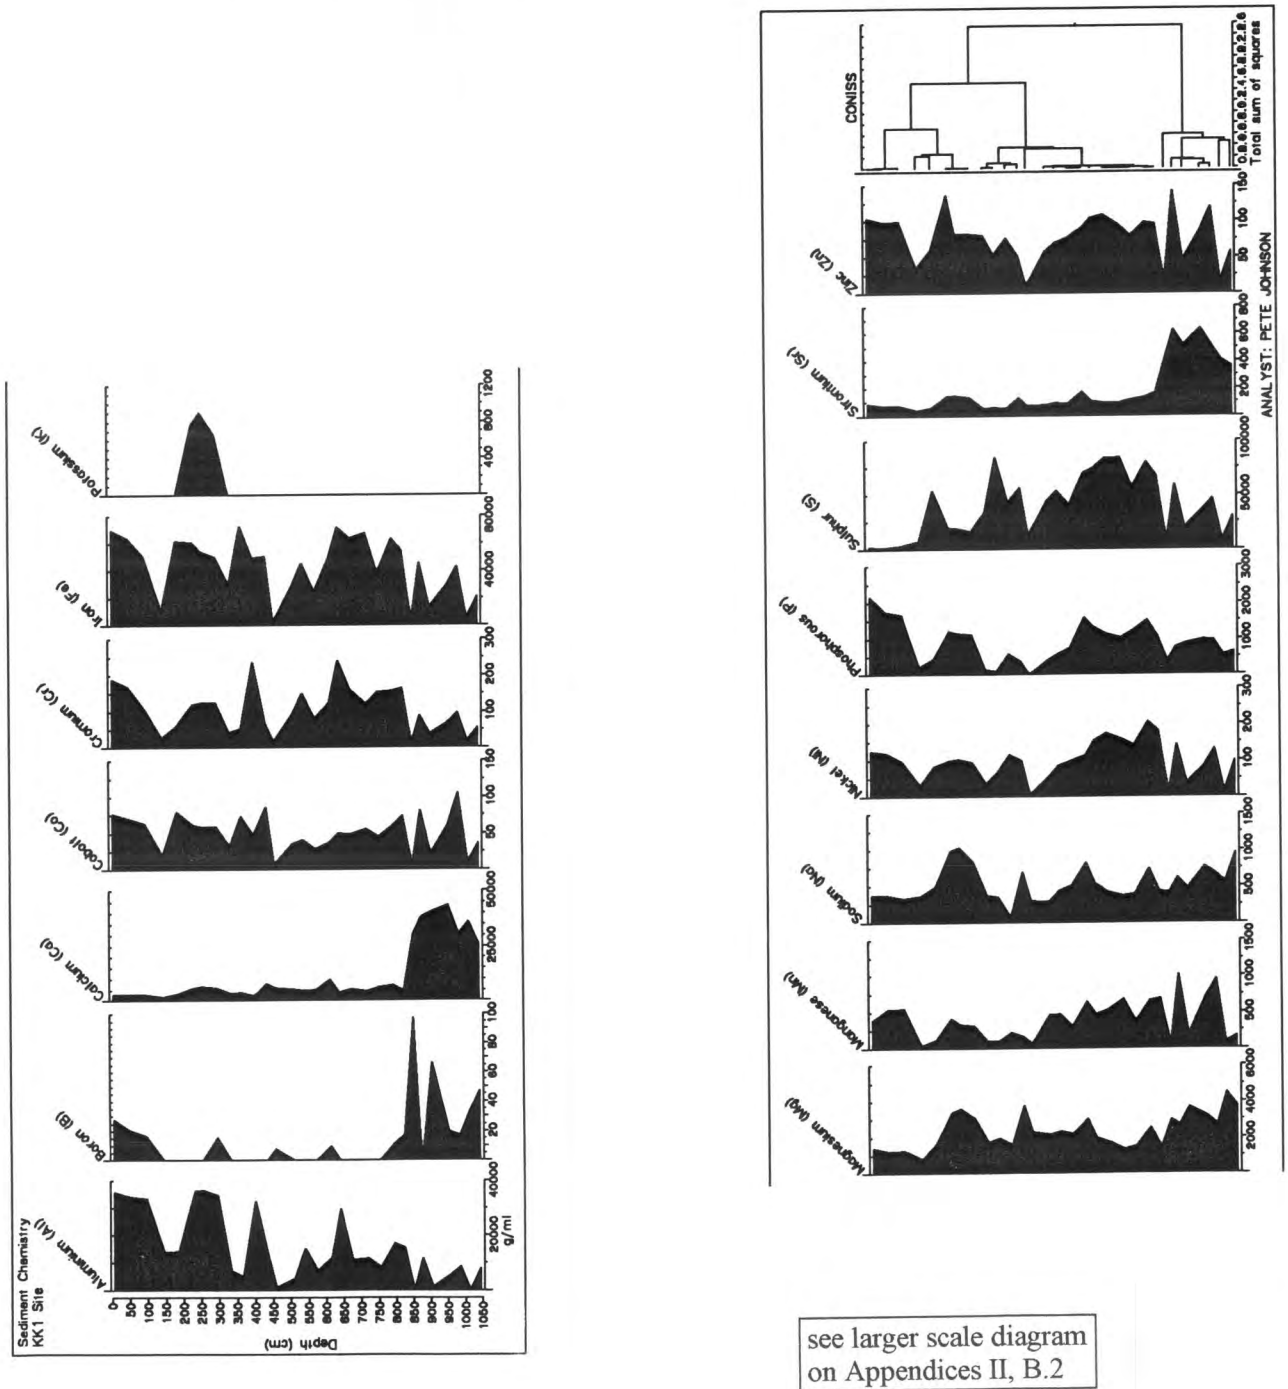 Sediment Chemistry
KK1 Site
Depth (cm)
0 50 100 150 200 250 300 350 400 450 500 550 600 650 700 750 800 850 900 950 1000 1050
Aluminium (Al)
20000 40000
g/ml
Boron (B)
20 40 60 80 100
Calcium (Ca)
25000 50000
Cobolt (Co)
50 100 150
Cromium (Cr)
100 200 300
Iron (Fe)
40000 80000
Potassium (K)
400 800 1200
Magnesium (Mg)
2000 4000 6000
Manganese (Mn)
500 1000 1500
Sodium (Na)
500 1000 1500
Nickel (Ni)
100 200 300
Phosphorous (P)
1000 2000 3000
Sulphur (S)
50000 100000
Strontium (Sr)
200 400 600 800
Zinc (Zn)
50 100 150
CONISS
Total sum of squares
ANALYST: PETE JOHNSON
see larger scale diagram
on Appendices II, B.2